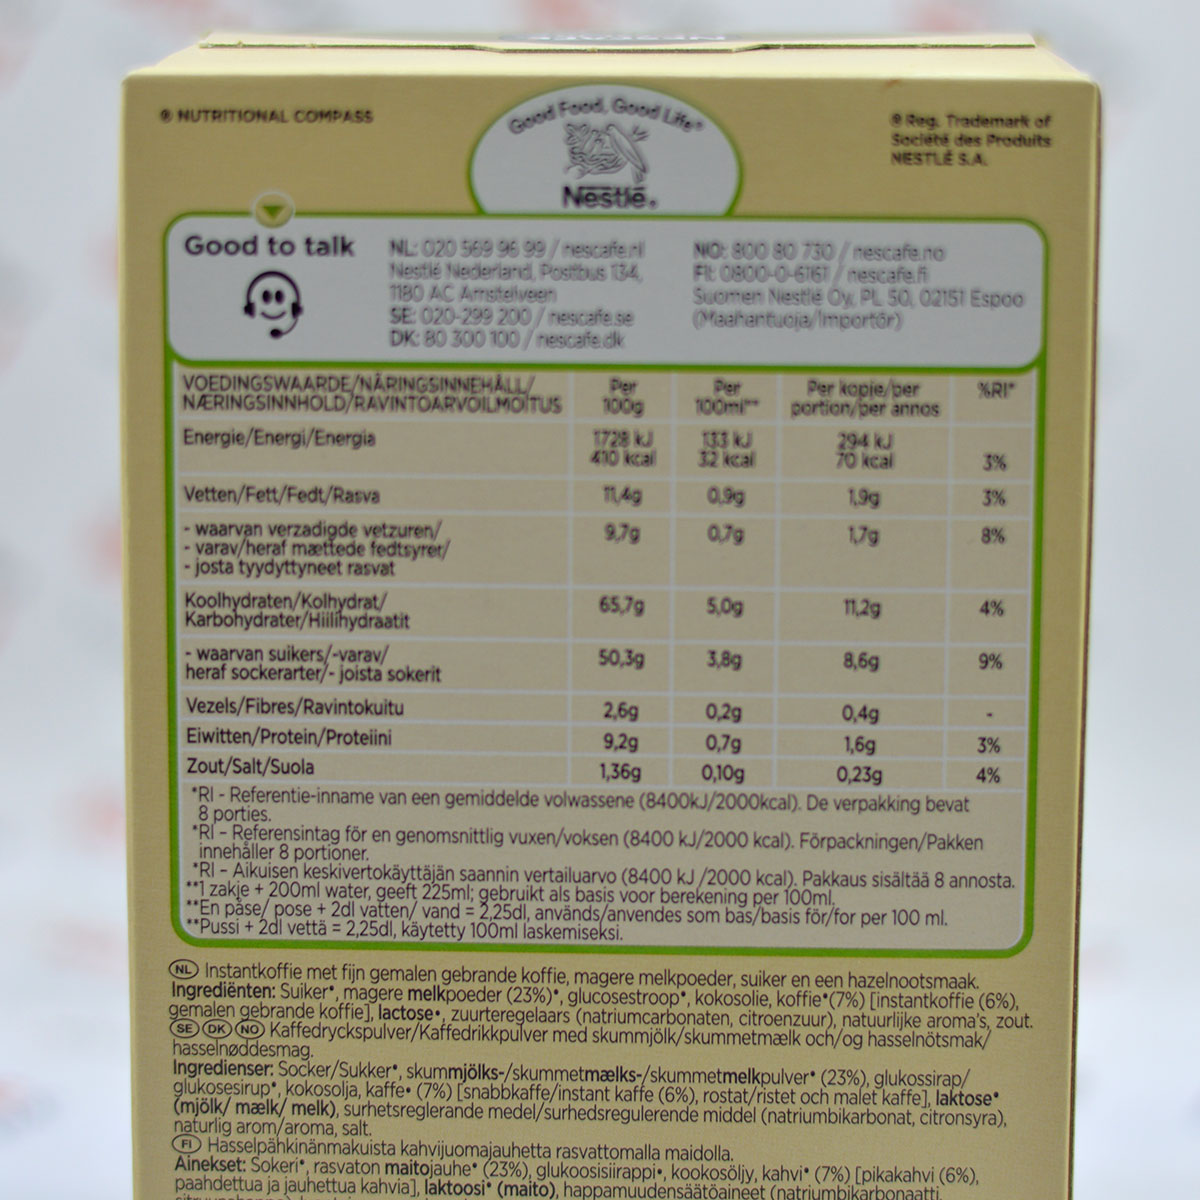 ® NUTRITIONAL COMPASS
Good Food, Good Life®
Nestlé®
® Reg. Trademark of
Société des Produits
NESTLÉ S.A.
Good to talk
NL: 020 569 96 99 / nescafe.nl
Nestlé Nederland, Postbus 134,
1180 AC Amstelveen
SE: 020-299 200 / nescafe.se
DK: 80 300 100 / nescafe.dk
NO: 800 80 730 / nescafe.no
FI: 0800-0-6161 / nescafe.fi
Suomen Nestlé Oy, PL 50, 02151 Espoo
(Maahantuoja/Importör)
VOEDINGSWAARDE/NÄRINGSINNEHÅLL/ Per Per Per kopje/per %RI*
NÆRINGSINNHOLD/RAVINTOARVOILMOITUS 100g 100ml** portion/per annos
Energie/Energi/Energia 1728 kJ 133 kJ 294 kJ
410 kcal 32 kcal 70 kcal 3%
Vetten/Fett/Fedt/Rasva 11,4g 0,9g 1,9g 3%
- waarvan verzadigde vetzuren/ 9,7g 0,7g 1,7g 8%
- varav/heraf mættede fedtsyrer/
- josta tyydyttyneet rasvat
Koolhydraten/Kolhydrat/ 65,7g 5,0g 11,2g 4%
Karbohydrater/Hiilihydraatit
- waarvan suikers/-varav/ 50,3g 3,8g 8,6g 9%
heraf sockerarter/- joista sokerit
Vezels/Fibres/Ravintokuitu 2,6g 0,2g 0,4g -
Eiwitten/Protein/Proteiini 9,2g 0,7g 1,6g 3%
Zout/Salt/Suola 1,36g 0,10g 0,23g 4%
*RI - Referentie-inname van een gemiddelde volwassene (8400kJ/2000kcal). De verpakking bevat
8 porties.
*RI - Referensintag för en genomsnittlig vuxen/voksen (8400 kJ/2000 kcal). Förpackningen/Pakken
innehåller 8 portioner.
*RI - Aikuisen keskivertokäyttäjän saannin vertailuarvo (8400 kJ /2000 kcal). Pakkaus sisältää 8 annosta.
**1 zakje + 200ml water, geeft 225ml; gebruikt als basis voor berekening per 100ml.
**En påse/ pose + 2dl vatten/ vand = 2,25dl, används/anvendes som bas/basis för/for per 100 ml.
**Pussi + 2dl vettä = 2,25dl, käytetty 100ml laskemiseksi.
NL Instantkoffie met fijn gemalen gebrande koffie, magere melkpoeder, suiker en een hazelnootsmaak.
Ingrediënten: Suiker•, magere melkpoeder (23%)•, glucosestroop•, kokosolie, koffie•(7%) [instantkoffie (6%),
gemalen gebrande koffie], lactose•, zuurteregelaars (natriumcarbonaten, citroenzuur), natuurlijke aroma's, zout.
SE DK NO Kaffedryckspulver/Kaffedrikkpulver med skummjölk/skummetmælk och/og hasselnötsmak/
hasselnøddesmag.
Ingredienser: Socker/Sukker•, skummjölks-/skummetmælks-/skummetmelkpulver• (23%), glukossirap/
glukosesirup•, kokosolja, kaffe• (7%) [snabbkaffe/instant kaffe (6%), rostat/ristet och malet kaffe], laktose•
(mjölk/ mælk/ melk), surhetsreglerande medel/surhedsregulerende middel (natriumbikarbonat, citronsyra),
naturlig arom/aroma, salt.
FI Hasselpähkinänmakuista kahvijuomajauhetta rasvattomalla maidolla.
Ainekset: Sokeri•, rasvaton maitojauhe• (23%), glukoosisiirappi•, kookosöljy, kahvi• (7%) [pikakahvi (6%),
paahdettua ja jauhettua kahvia], laktoosi• (maito), happamuudensäätöaineet (natriumbikarbonaatti,